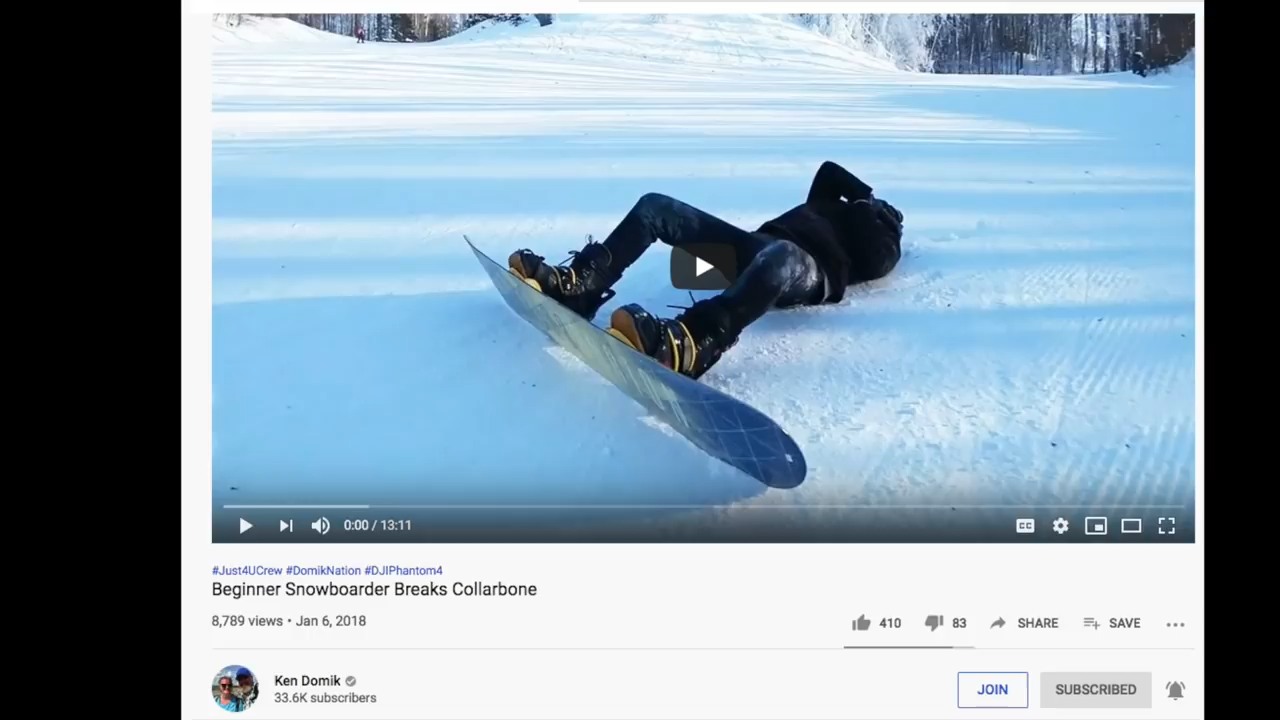 0:00 / 13:11
CC
#Just4UCrew #DomikNation #DJIPhantom4
Beginner Snowboarder Breaks Collarbone
8,789 views • Jan 6, 2018
410 83 SHARE SAVE
Ken Domik
33.6K subscribers
JOIN SUBSCRIBED